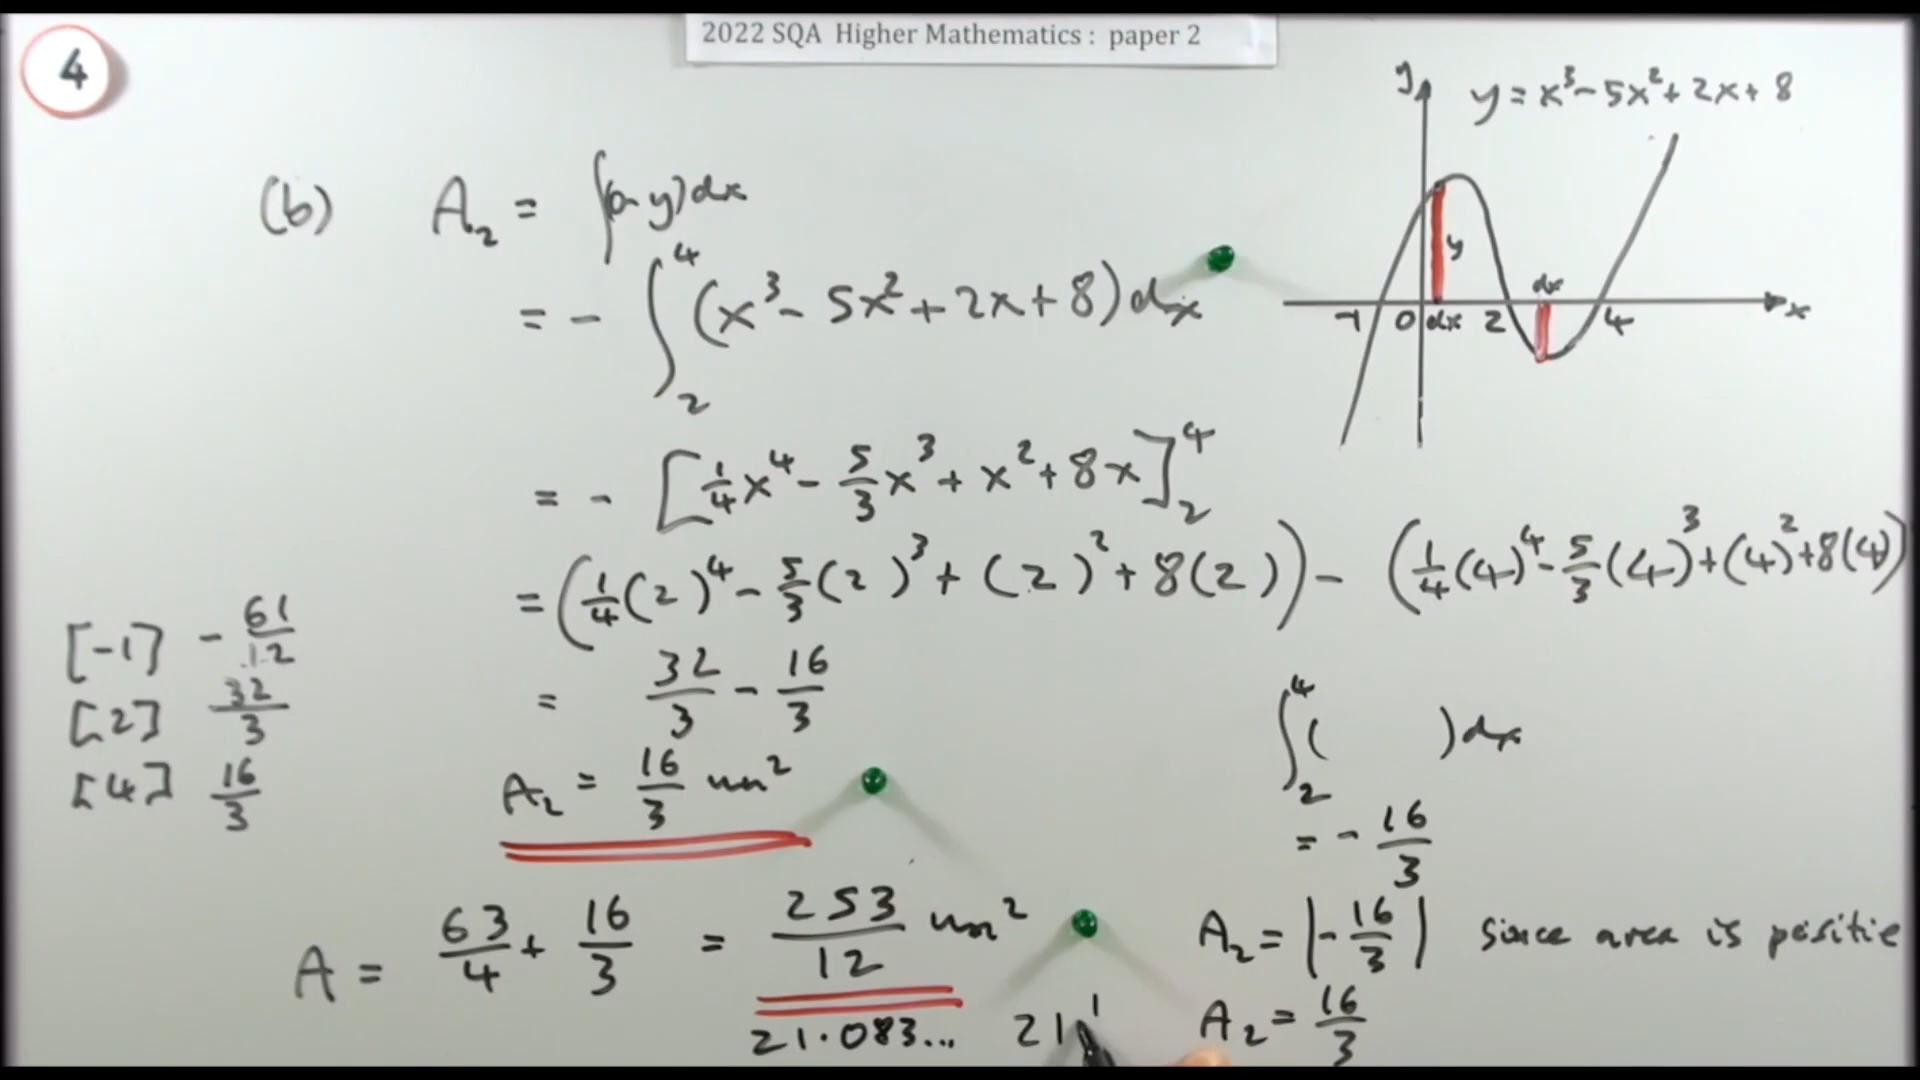 2022 SQA Higher Mathematics : paper 2
4
y
y = x³ - 5x² + 2x + 8
y
dx
-1 0 dx 2 4 x
(b) A₂ = ∫(0 - y) dx
= - ∫₂⁴ (x³ - 5x² + 2x + 8) dx
= - [¼x⁴ - 5/3 x³ + x² + 8x]₂⁴
= (¼(2)⁴ - 5/3(2)³ + (2)² + 8(2)) - (¼(4)⁴ - 5/3(4)³ + (4)² + 8(4))
= 32/3 - 16/3
A₂ = 16/3 un²
[-1] - 61/12
[2] 32/3
[4] 16/3
∫₂⁴ ( ) dx
= - 16/3
A₂ = |-16/3| since area is positie
A₂ = 16/3
A = 63/4 + 16/3 = 253/12 un²
21.083... 21 1